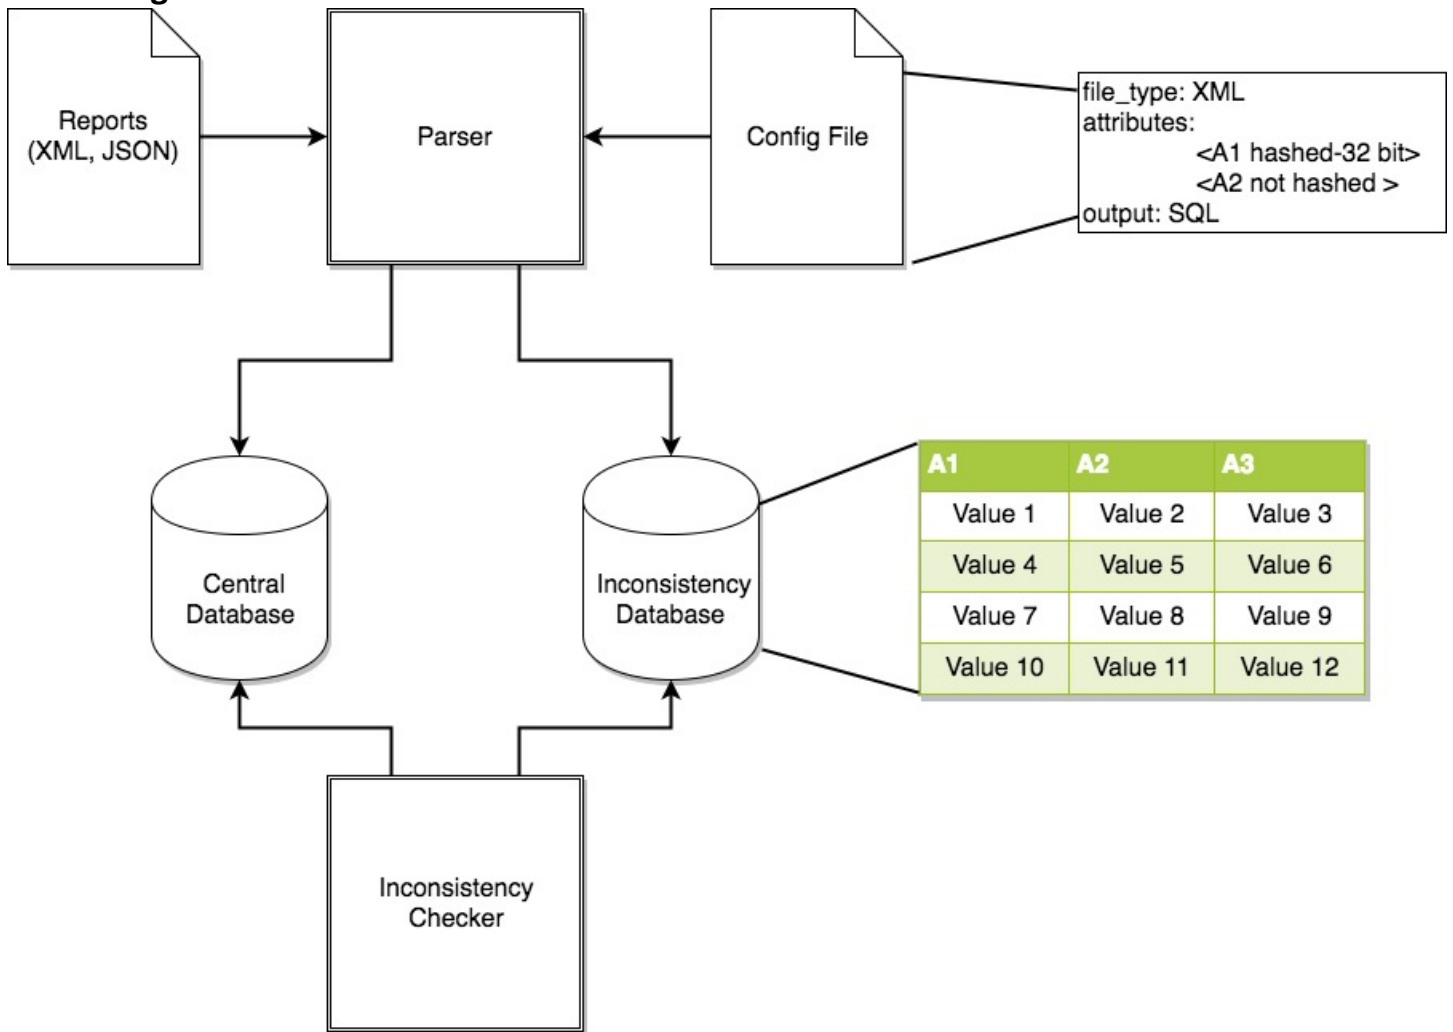 Reports
(XML, JSON)
Parser
Config File
file_type: XML
attributes:
<A1 hashed-32 bit>
<A2 not hashed >
output: SQL
Central
Database
Inconsistency
Database
A1 A2 A3
Value 1 Value 2 Value 3
Value 4 Value 5 Value 6
Value 7 Value 8 Value 9
Value 10 Value 11 Value 12
Inconsistency
Checker